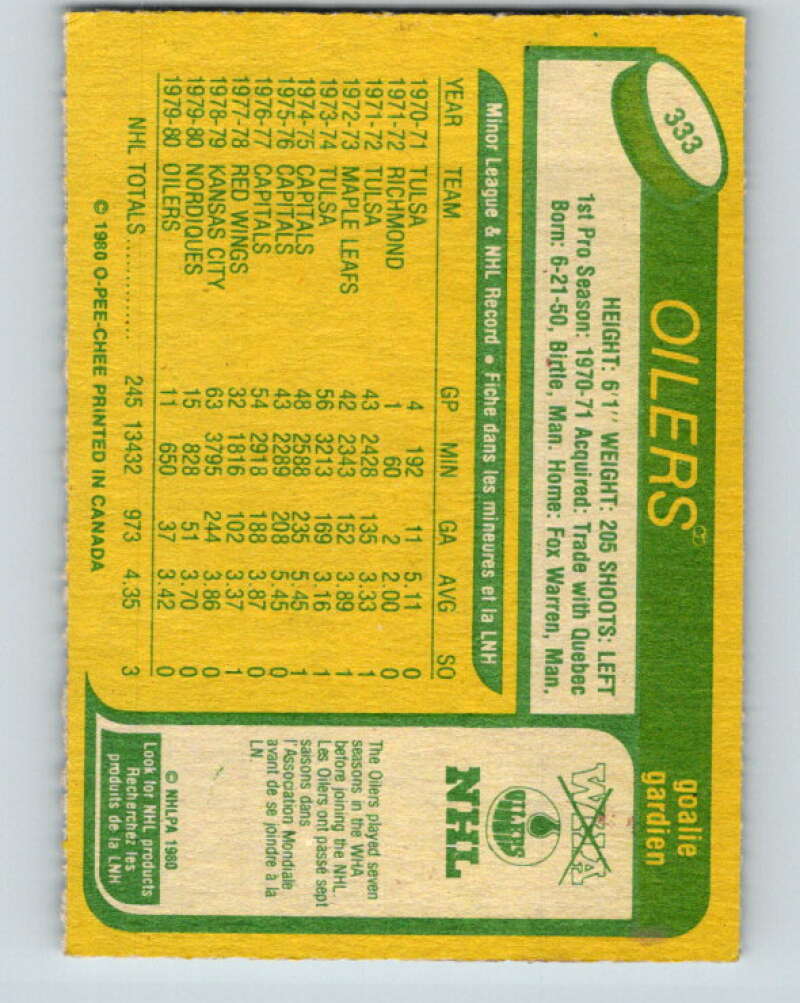 333
OILERS
goalie
gardien
HEIGHT: 6'1'' WEIGHT: 205 SHOOTS: LEFT
1st Pro Season: 1970-71 Acquired: Trade with Quebec
Born: 6-21-50, Birtle, Man. Home: Fox Warren, Man.
Minor League & NHL Record • Fiche dans les mineures et la LNH
YEAR TEAM GP MIN GA AVG SO
1970-71 TULSA 4 192 11 5.11 0
1971-72 RICHMOND 1 60 2 2.00 0
1971-72 TULSA 43 2428 135 3.33 1
1972-73 MAPLE LEAFS 42 2343 152 3.89 1
1973-74 TULSA 56 3213 169 3.16 1
1974-75 CAPITALS 48 2588 235 5.45 1
1975-76 CAPITALS 43 2289 208 5.45 0
1976-77 CAPITALS 54 2918 188 3.87 0
1977-78 RED WINGS 32 1816 102 3.37 1
1978-79 KANSAS CITY 63 3795 244 3.86 0
1979-80 NORDIQUES 15 828 51 3.70 0
1979-80 OILERS 11 650 37 3.42 0
NHL TOTALS ............. 245 13432 973 4.35 3
© 1980 O-PEE-CHEE PRINTED IN CANADA
WHA
OILERS
NHL
The Oilers played seven
seasons in the WHA
before joining the NHL.
Les Oilers ont passé sept
saisons dans
l'Association Mondiale
avant de se joindre à la
LN.
© NHLPA 1980
Look for NHL products
Recherchez les
produits de la LNH